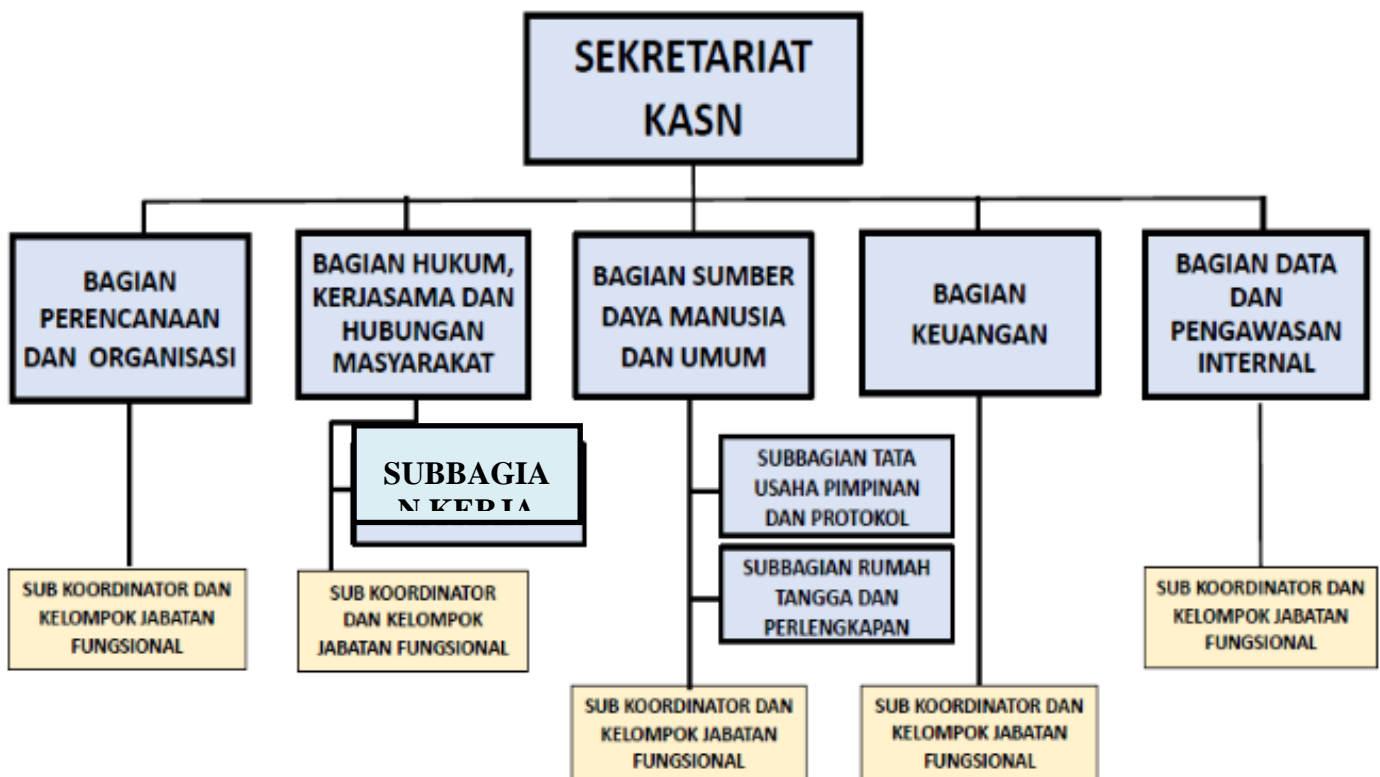 SEKRETARIAT
KASN
BAGIAN
PERENCANAAN
DAN ORGANISASI
BAGIAN HUKUM,
KERJASAMA DAN
HUBUNGAN
MASYARAKAT
BAGIAN SUMBER
DAYA MANUSIA
DAN UMUM
BAGIAN
KEUANGAN
BAGIAN DATA
DAN
PENGAWASAN
INTERNAL
SUBBAGIA
N KERJA
SUBBAGIAN TATA
USAHA PIMPINAN
DAN PROTOKOL
SUBBAGIAN RUMAH
TANGGA DAN
PERLENGKAPAN
SUB KOORDINATOR DAN
KELOMPOK JABATAN
FUNGSIONAL
SUB KOORDINATOR
DAN KELOMPOK
JABATAN FUNGSIONAL
SUB KOORDINATOR DAN
KELOMPOK JABATAN
FUNGSIONAL
SUB KOORDINATOR DAN
KELOMPOK JABATAN
FUNGSIONAL
SUB KOORDINATOR DAN
KELOMPOK JABATAN
FUNGSIONAL